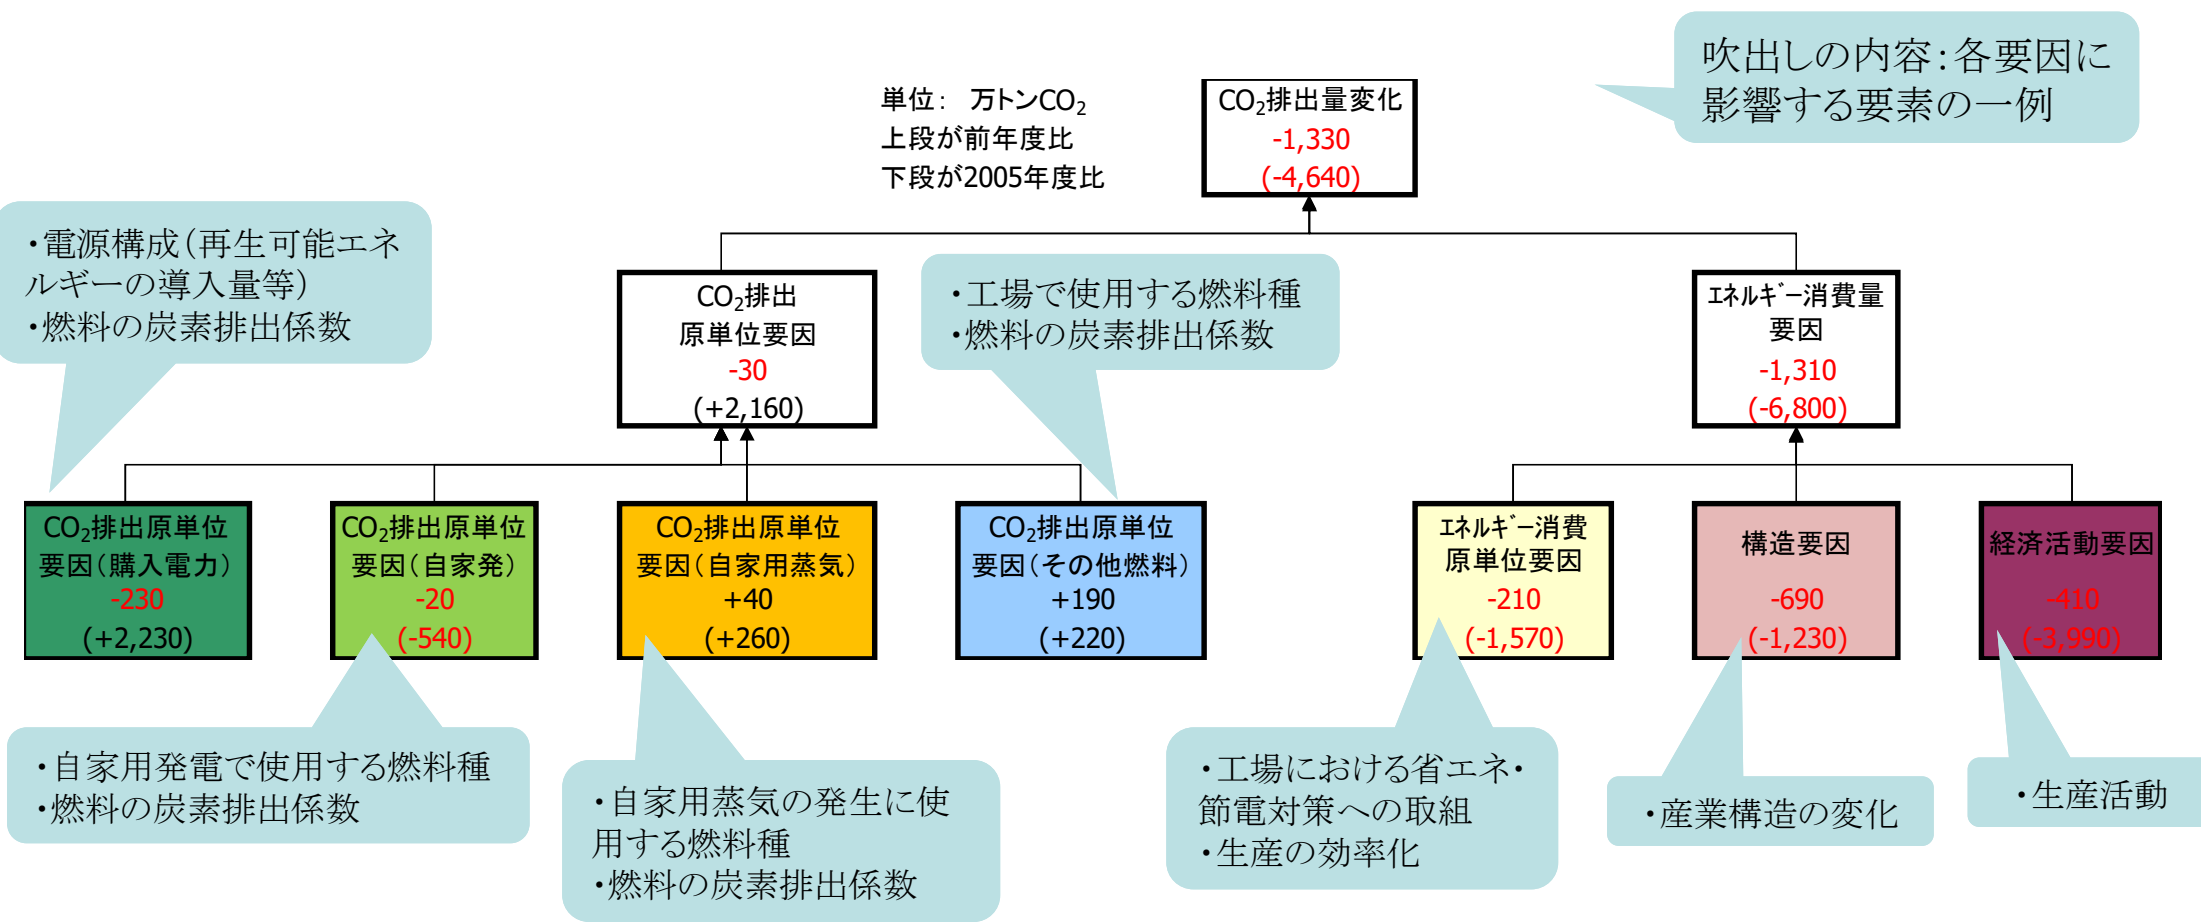 吹出しの内容：各要因に
影響する要素の一例
単位：　万トンCO₂
上段が前年度比
下段が2005年度比
CO₂排出量変化
-1,330
(-4,640)
・電源構成（再生可能エネ
ルギーの導入量等）
・燃料の炭素排出係数
CO₂排出
原単位要因
-30
(+2,160)
・工場で使用する燃料種
・燃料の炭素排出係数
ｴﾈﾙｷﾞｰ消費量
要因
-1,310
(-6,800)
CO₂排出原単位
要因（購入電力）
-230
(+2,230)
CO₂排出原単位
要因（自家発）
-20
(-540)
CO₂排出原単位
要因（自家用蒸気）
+40
(+260)
CO₂排出原単位
要因（その他燃料）
+190
(+220)
ｴﾈﾙｷﾞｰ消費
原単位要因
-210
(-1,570)
構造要因
-690
(-1,230)
経済活動要因
-410
(-3,990)
・自家用発電で使用する燃料種
・燃料の炭素排出係数
・自家用蒸気の発生に使
用する燃料種
・燃料の炭素排出係数
・工場における省エネ・
節電対策への取組
・生産の効率化
・産業構造の変化
・生産活動